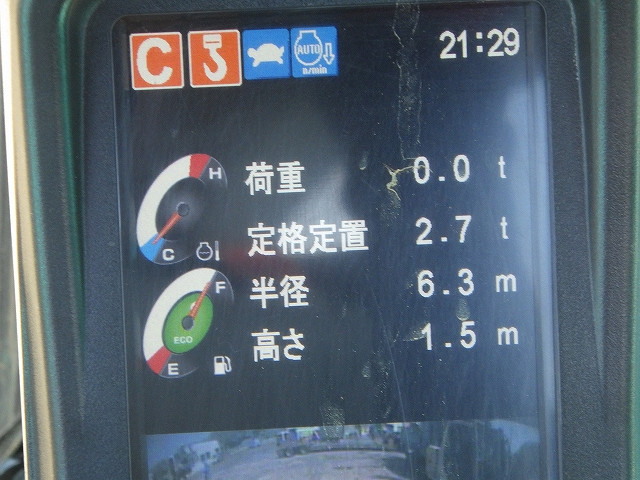 C
AUTO
n/min
21:29
H
C
荷重 0.0 t
定格定置 2.7 t
半径 6.3 m
高さ 1.5 m
F
ECO
E